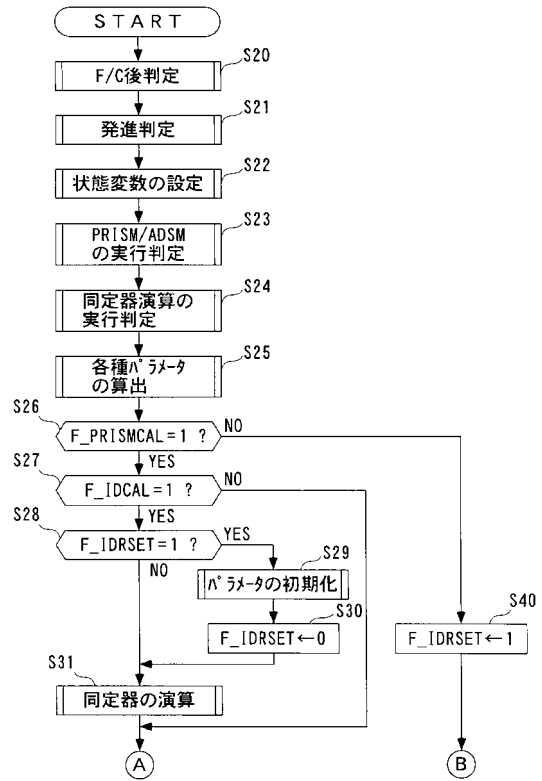 START
S20
F/C後判定
S21
発進判定
S22
状態変数の設定
S23
PRISM/ADSM
の実行判定
S24
同定器演算の
実行判定
S25
各種ﾊﾟﾗﾒｰﾀ
の算出
S26
F_PRISMCAL=1 ?
NO
YES
S27
F_IDCAL=1 ?
NO
YES
S28
F_IDRSET=1 ?
YES
NO
S29
ﾊﾟﾗﾒｰﾀの初期化
S30
F_IDRSET←0
S40
F_IDRSET←1
S31
同定器の演算
A
B